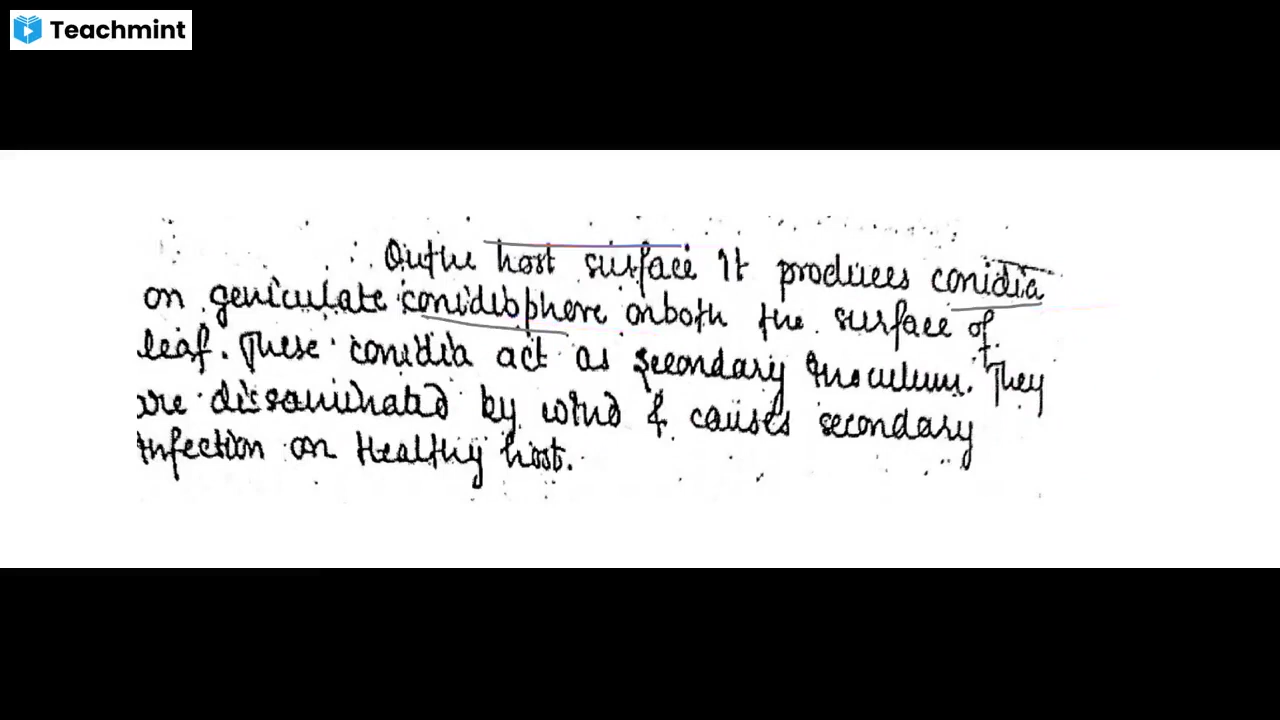 Teachmint
On the host surface It produces conidia
on geniculate conidiophore on both the surface of
leaf. These conidia act as secondary Inoculum. They
are dissaminated by wind & causes secondary
Infection on Healthy host.